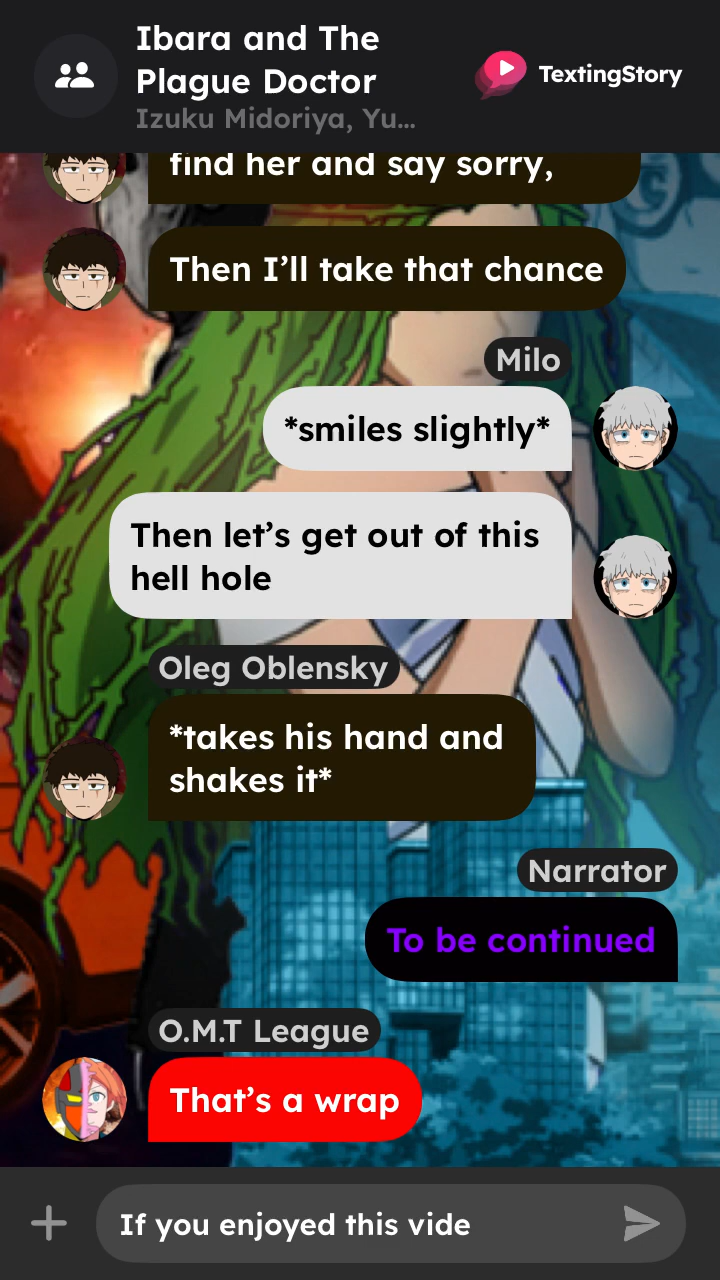 Ibara and The
Plague Doctor
Izuku Midoriya, Yu...
TextingStory
find her and say sorry,
Then I’ll take that chance
Milo
*smiles slightly*
Then let’s get out of this
hell hole
Oleg Oblensky
*takes his hand and
shakes it*
Narrator
To be continued
O.M.T League
That’s a wrap
If you enjoyed this vide